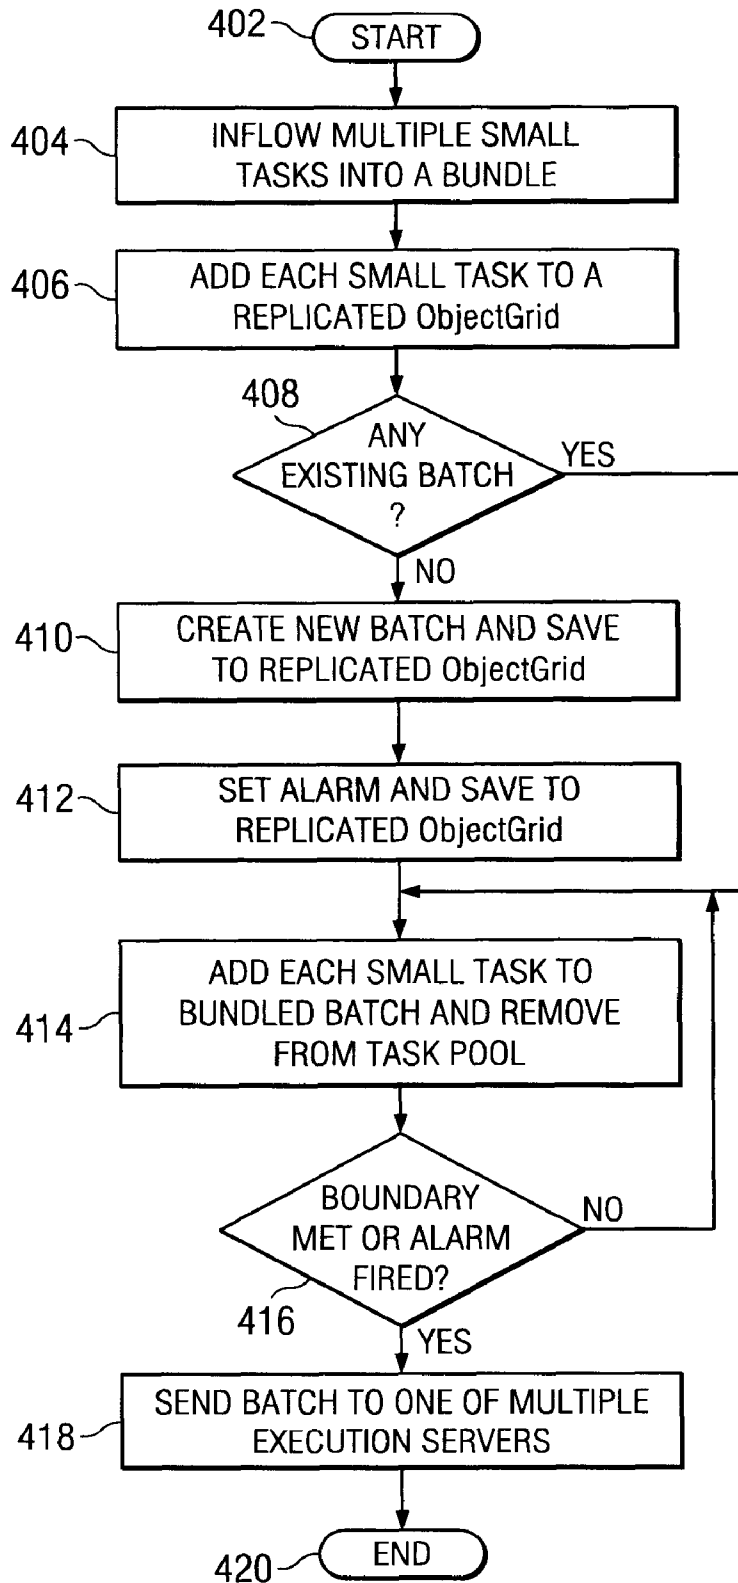 402
START
404
INFLOW MULTIPLE SMALL
TASKS INTO A BUNDLE
406
ADD EACH SMALL TASK TO A
REPLICATED ObjectGrid
408
ANY
EXISTING BATCH
?
YES
NO
410
CREATE NEW BATCH AND SAVE
TO REPLICATED ObjectGrid
412
SET ALARM AND SAVE TO
REPLICATED ObjectGrid
414
ADD EACH SMALL TASK TO
BUNDLED BATCH AND REMOVE
FROM TASK POOL
BOUNDARY
MET OR ALARM
FIRED?
NO
416
YES
418
SEND BATCH TO ONE OF MULTIPLE
EXECUTION SERVERS
420
END